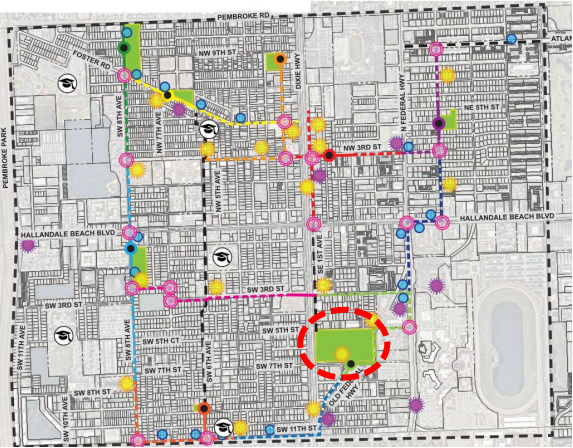 PEMBROKE RD
ATLAN
FOSTER RD
NW 9TH ST
DIXIE HWY
N FEDERAL HWY
SW 8TH AVE
NW 7TH AVE
NE 5TH ST
PEMBROKE PARK
NW 5TH AVE
NW 3RD ST
HALLANDALE BEACH BLVD
HALLANDALE BEACH BLVD
SE 1ST AVE
SW 3RD ST
SW 3RD ST
SW 11TH AVE
SW 8TH AVE
SW 5TH CT
SW 5TH ST
SW 7TH ST
SW 6TH AVE
SW 7TH ST
SW 8TH ST
SW 10TH AVE
OLD FEDERAL
HWY
SW 11TH ST